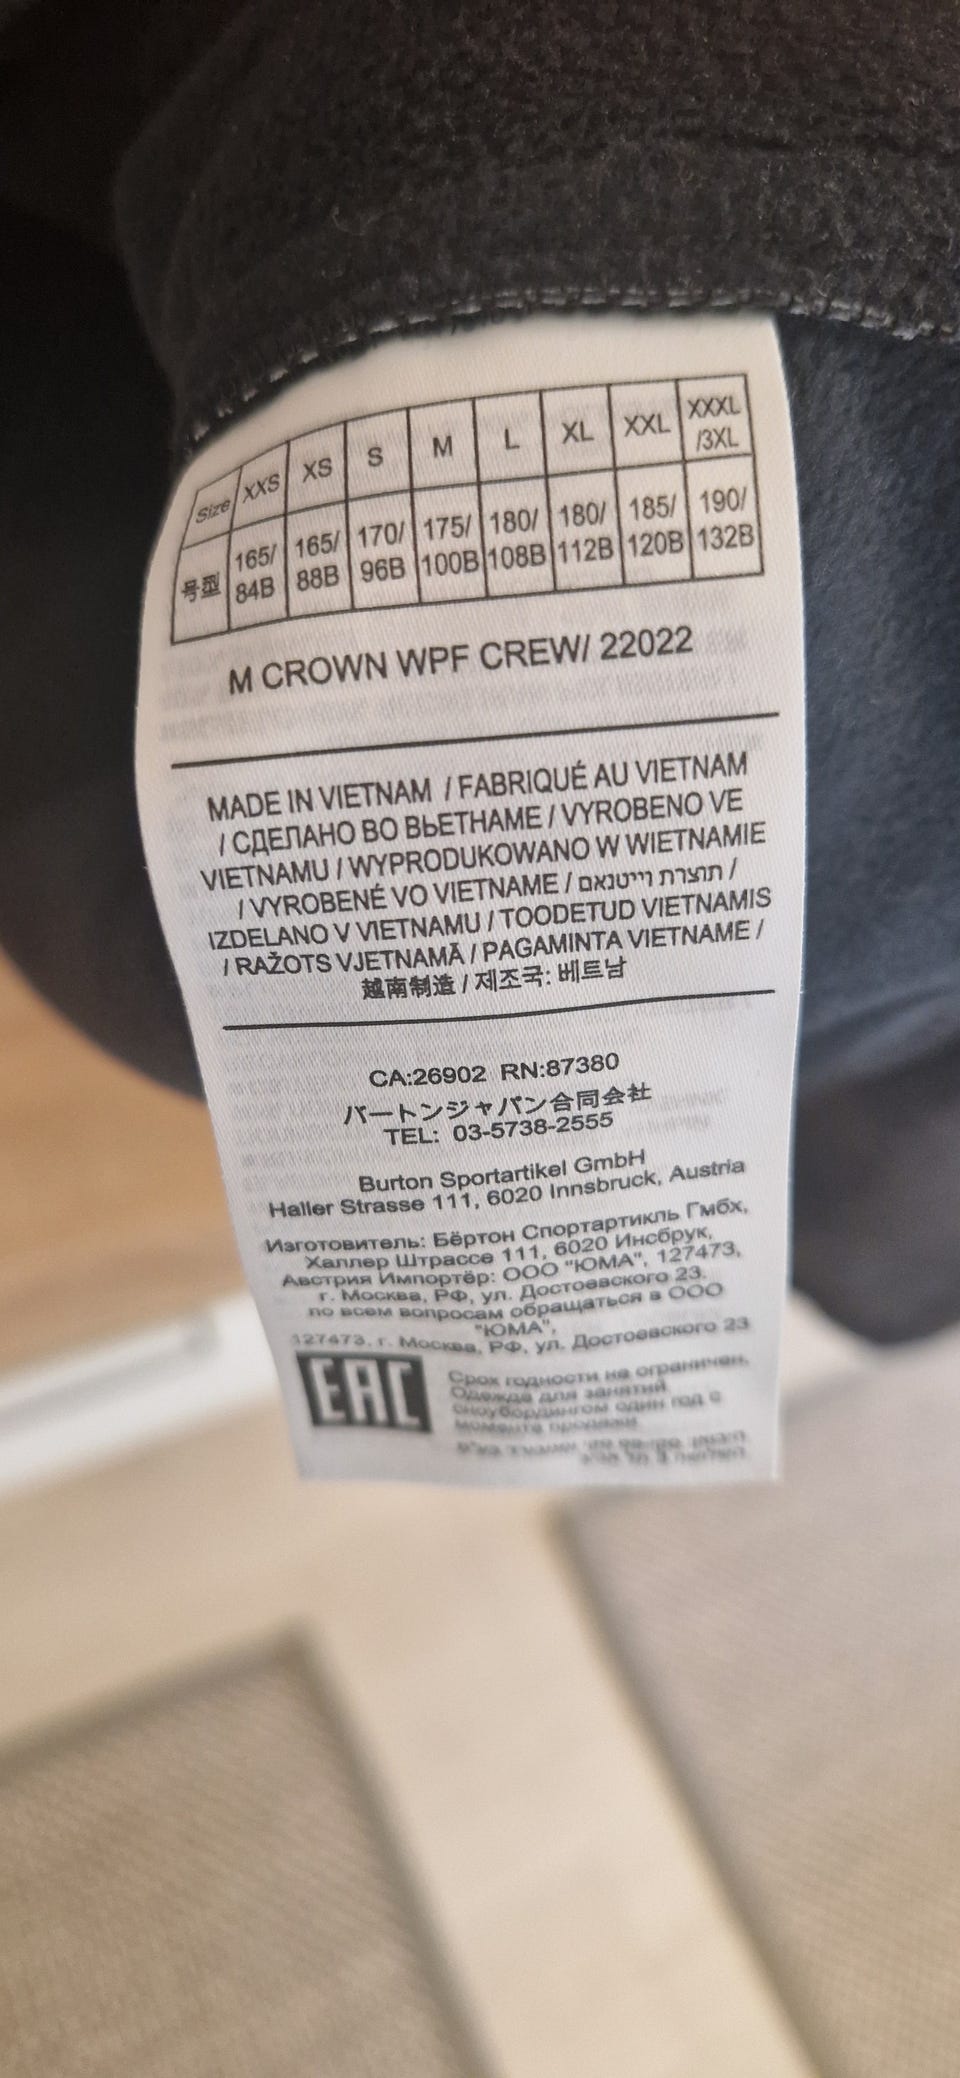 Size XXS XS S M L XL XXL XXXL/3XL
号型 165/84B 165/88B 170/96B 175/100B 180/108B 180/112B 185/120B 190/132B
M CROWN WPF CREW/ 22022
MADE IN VIETNAM / FABRIQUÉ AU VIETNAM
/ СДЕЛАНО ВО ВЬЕТНАМЕ / VYROBENO VE
VIETNAMU / WYPRODUKOWANO W WIETNAMIE
/ VYROBENÉ VO VIETNAME / תוצרת וייטנאם /
IZDELANO V VIETNAMU / TOODETUD VIETNAMIS
/ RAŽOTS VJETNAMĀ / PAGAMINTA VIETNAME /
越南制造 / 제조국: 베트남
CA:26902 RN:87380
バートンジャパン合同会社
TEL: 03-5738-2555
Burton Sportartikel GmbH
Haller Strasse 111, 6020 Innsbruck, Austria
Изготовитель: Бёртон Спортартикль Гмбх,
Халлер Штрассе 111, 6020 Инсбрук,
Австрия Импортёр: ООО "ЮМА", 127473,
г. Москва, РФ, ул. Достоевского 23.
по всем вопросам обращаться в ООО
"ЮМА",
127473, г. Москва, РФ, ул. Достоевского 23
EAC
Срок годности не ограничен.
Одежда для занятий
сноубордингом один год с
момента продажи